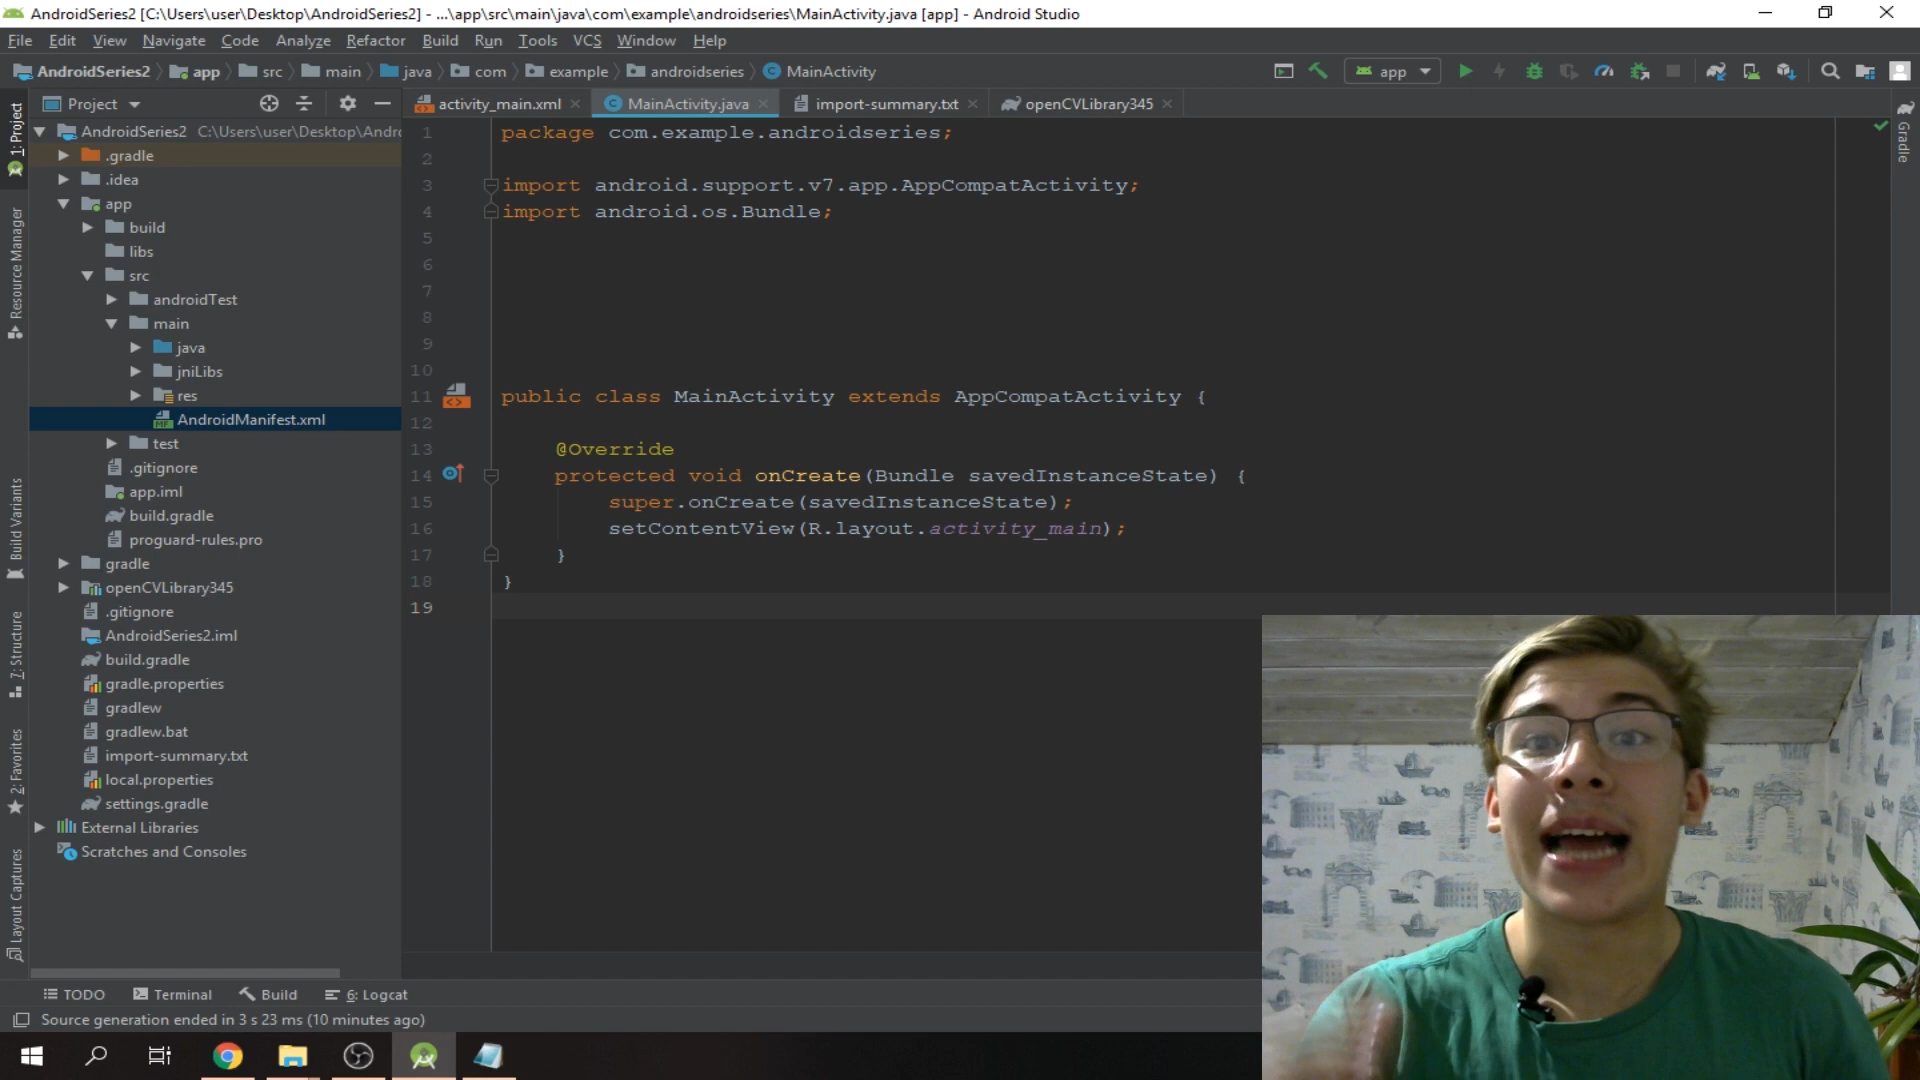 AndroidSeries2 [C:\Users\user\Desktop\AndroidSeries2] - ...\app\src\main\java\com\example\androidseries\MainActivity.java [app] - Android Studio
File Edit View Navigate Code Analyze Refactor Build Run Tools VCS Window Help
AndroidSeries2 app src main java com example androidseries MainActivity app
Project activity_main.xml MainActivity.java import-summary.txt openCVLibrary345
1: Project
Resource Manager
Build Variants
7: Structure
2: Favorites
Layout Captures
AndroidSeries2 C:\Users\user\Desktop\Andr
.gradle
.idea
app
build
libs
src
androidTest
main
java
jniLibs
res
AndroidManifest.xml
test
.gitignore
app.iml
build.gradle
proguard-rules.pro
gradle
openCVLibrary345
.gitignore
AndroidSeries2.iml
build.gradle
gradle.properties
gradlew
gradlew.bat
import-summary.txt
local.properties
settings.gradle
External Libraries
Scratches and Consoles
1 package com.example.androidseries;
2
3 import android.support.v7.app.AppCompatActivity;
4 import android.os.Bundle;
5
6
7
8
9
10
11 public class MainActivity extends AppCompatActivity {
12
13 @Override
14 protected void onCreate(Bundle savedInstanceState) {
15 super.onCreate(savedInstanceState);
16 setContentView(R.layout.activity_main);
17 }
18 }
19
Gradle
TODO Terminal Build 6: Logcat
Source generation ended in 3 s 23 ms (10 minutes ago)